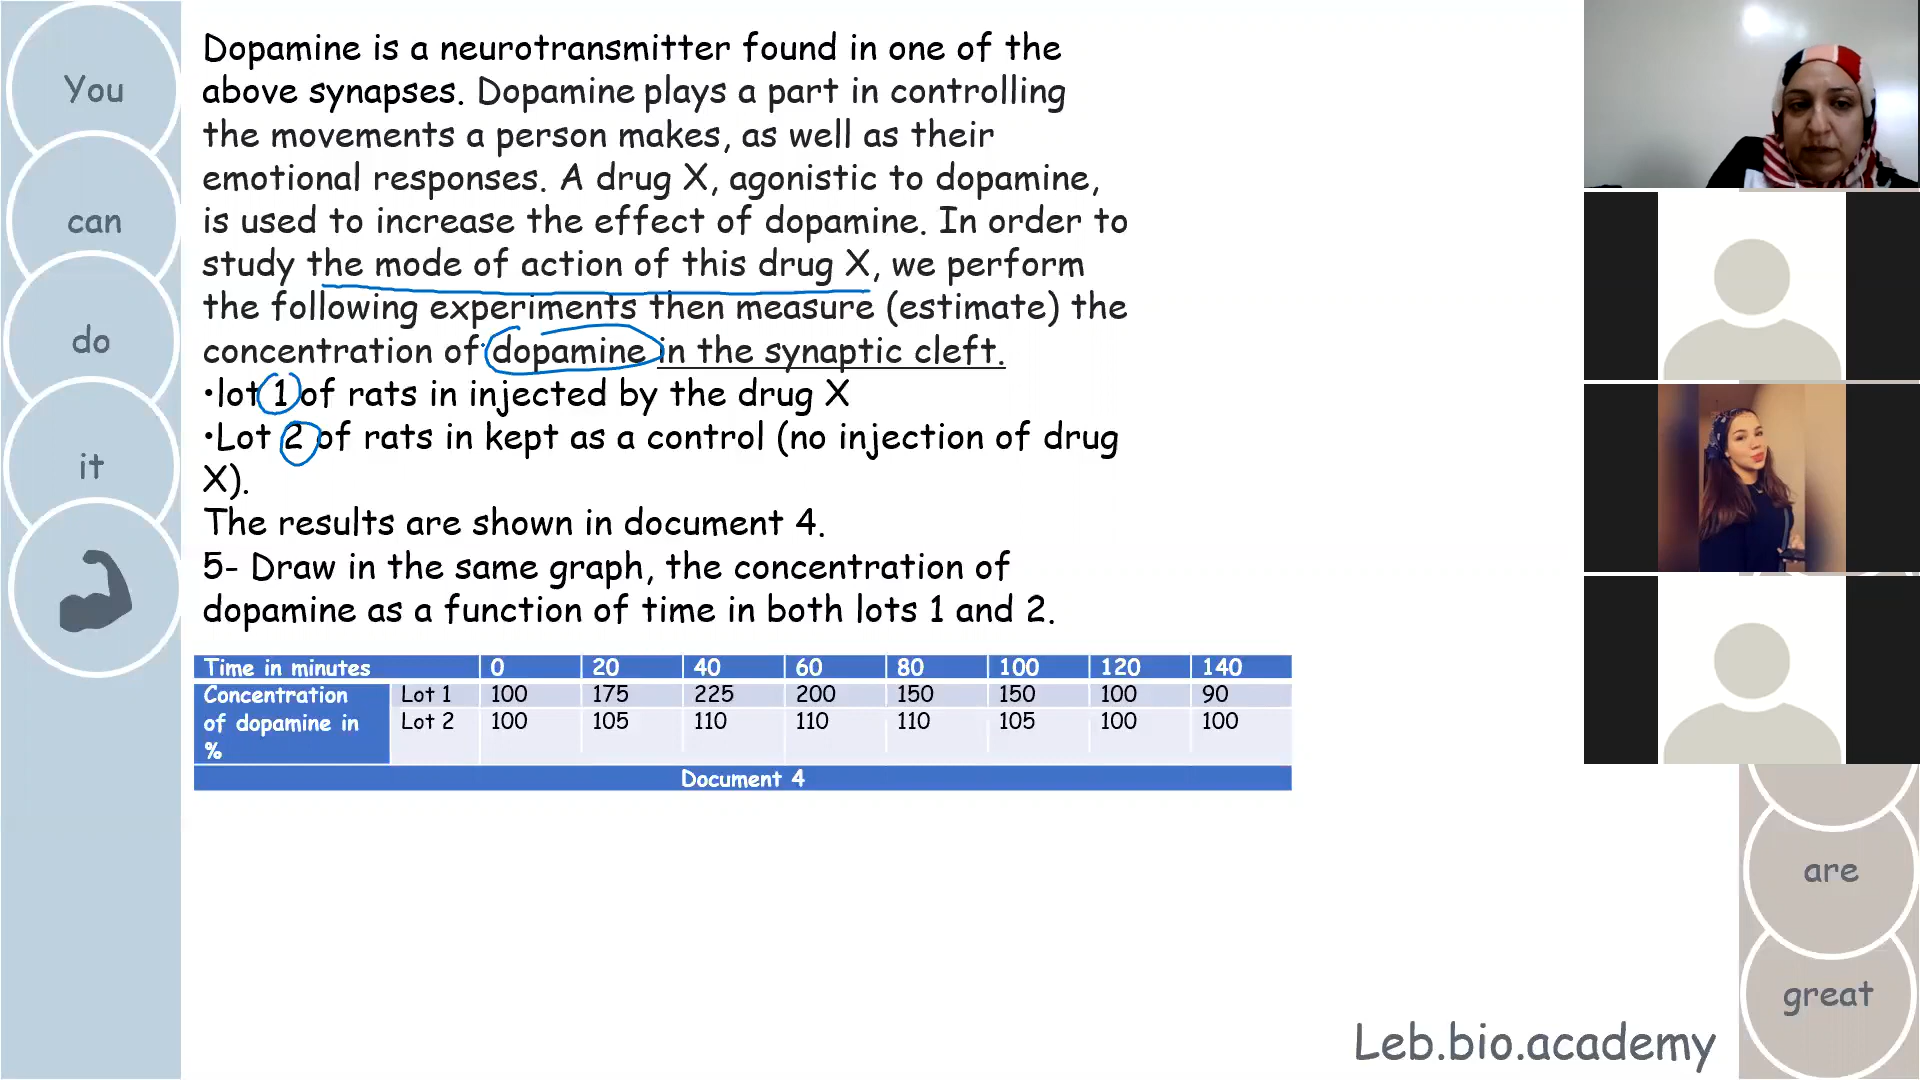 You
can
do
it
Dopamine is a neurotransmitter found in one of the
above synapses. Dopamine plays a part in controlling
the movements a person makes, as well as their
emotional responses. A drug X, agonistic to dopamine,
is used to increase the effect of dopamine. In order to
study the mode of action of this drug X, we perform
the following experiments then measure (estimate) the
concentration of dopamine in the synaptic cleft.
•lot 1 of rats in injected by the drug X
•Lot 2 of rats in kept as a control (no injection of drug
X).
The results are shown in document 4.
5- Draw in the same graph, the concentration of
dopamine as a function of time in both lots 1 and 2.
Time in minutes 0 20 40 60 80 100 120 140
Concentration Lot 1 100 175 225 200 150 150 100 90
of dopamine in Lot 2 100 105 110 110 110 105 100 100
%
Document 4
are
great
Leb.bio.academy